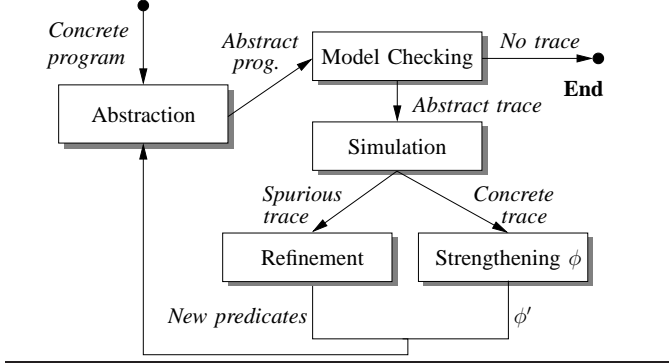 Concrete
program
Abstract
prog.
Model Checking
No trace
End
Abstraction
Abstract trace
Simulation
Spurious
trace
Concrete
trace
Refinement
Strengthening ϕ
New predicates
ϕ′